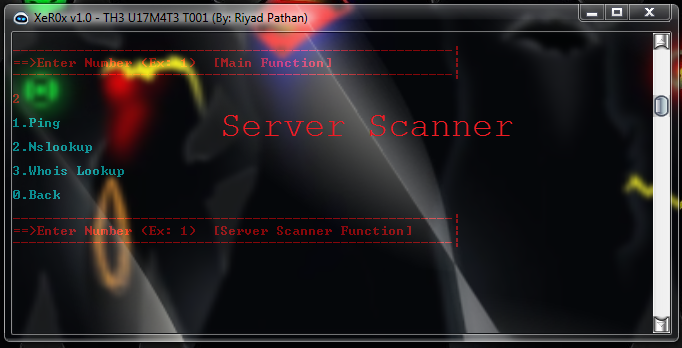 XeR0x v1.0 - TH3 U17M4T3 T001 (By: Riyad Pathan)
==>Enter Number <Ex: 1>  [Main Function]
2
Server Scanner
1.Ping
2.Nslookup
3.Whois Lookup
0.Back
==>Enter Number <Ex: 1>  [Server Scanner Function]